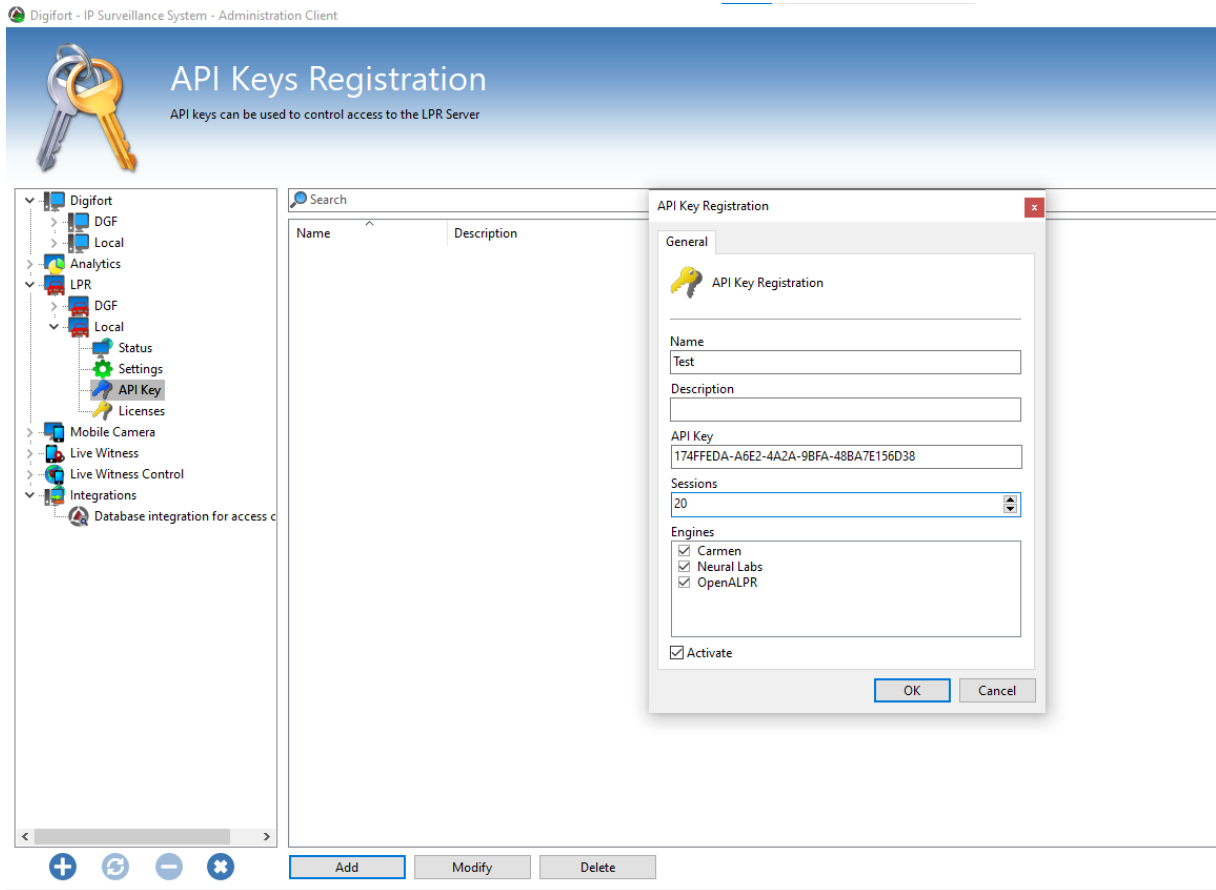 Digifort - IP Surveillance System - Administration Client
API Keys Registration
API keys can be used to control access to the LPR Server
Digifort
DGF
Local
Analytics
LPR
DGF
Local
Status
Settings
API Key
Licenses
Mobile Camera
Live Witness
Live Witness Control
Integrations
Database integration for access c
Search
Name Description
API Key Registration
x
General
API Key Registration
Name
Test
Description
API Key
174FFEDA-A6E2-4A2A-9BFA-48BA7E156D38
Sessions
20
Engines
Carmen
Neural Labs
OpenALPR
Activate
OK Cancel
Add Modify Delete